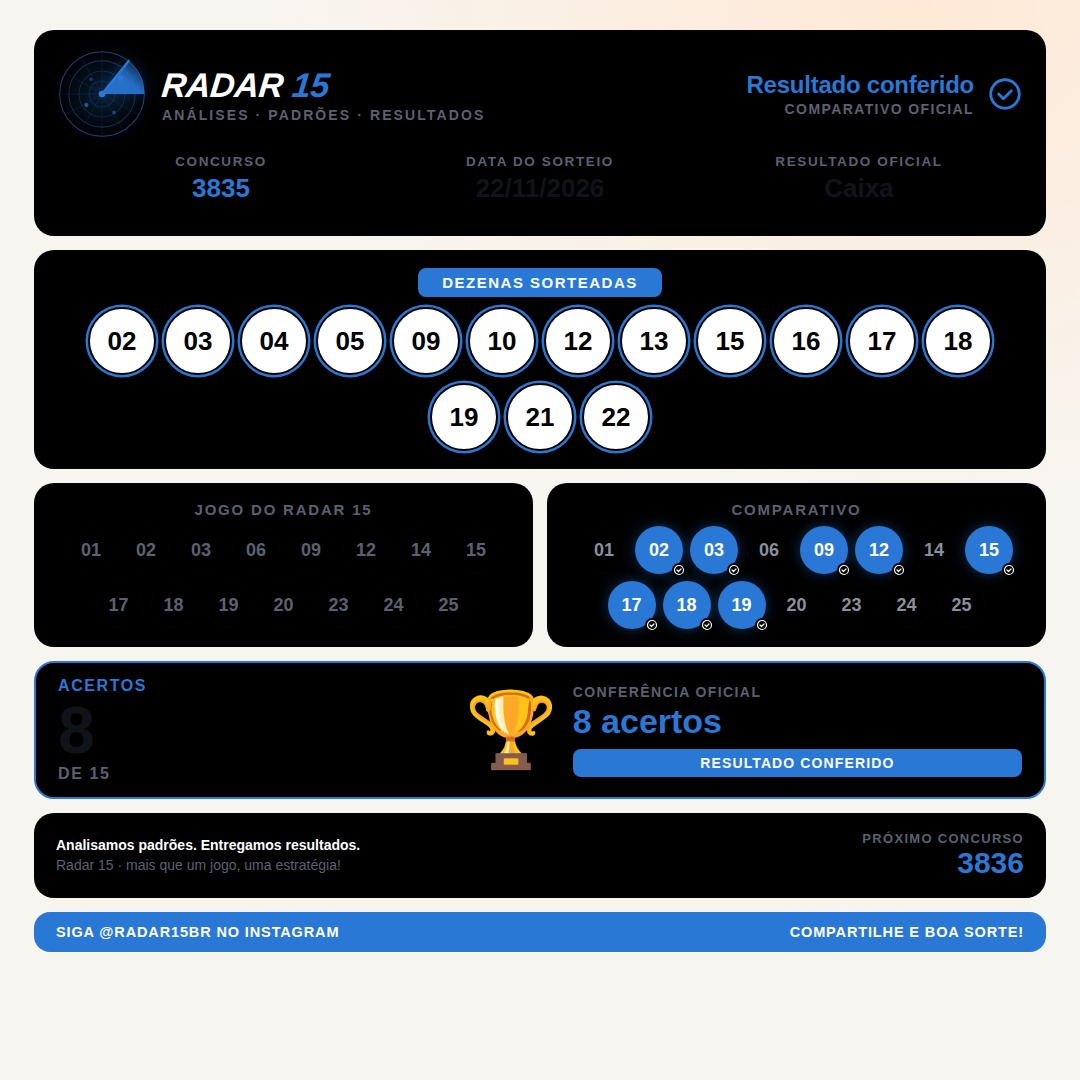 RADAR 15
ANÁLISES · PADRÕES · RESULTADOS
Resultado conferido
COMPARATIVO OFICIAL
CONCURSO
3835
DATA DO SORTEIO
22/11/2026
RESULTADO OFICIAL
Caixa
DEZENAS SORTEADAS
02 03 04 05 09 10 12 13 15 16 17 18
19 21 22
JOGO DO RADAR 15
01 02 03 06 09 12 14 15
17 18 19 20 23 24 25
COMPARATIVO
01 02 03 06 09 12 14 15
17 18 19 20 23 24 25
ACERTOS
8
DE 15
CONFERÊNCIA OFICIAL
8 acertos
RESULTADO CONFERIDO
Analisamos padrões. Entregamos resultados.
Radar 15 · mais que um jogo, uma estratégia!
PRÓXIMO CONCURSO
3836
SIGA @RADAR15BR NO INSTAGRAM
COMPARTILHE E BOA SORTE!